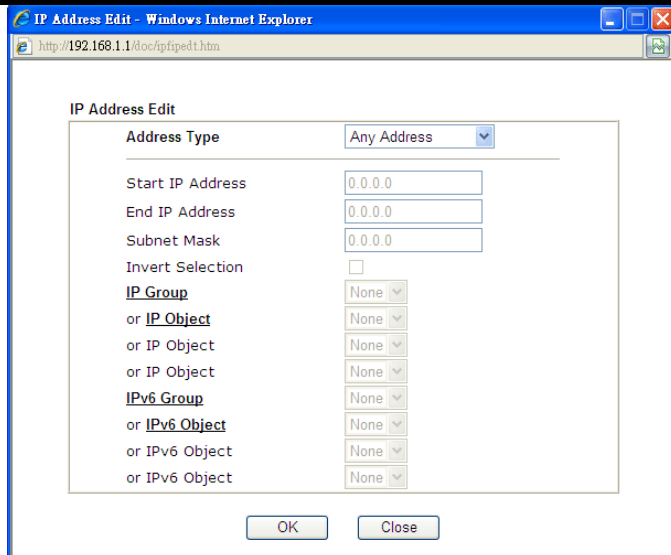 IP Address Edit - Windows Internet Explorer
http://192.168.1.1/doc/ipfipedt.htm
IP Address Edit
Address Type Any Address
Start IP Address 0.0.0.0
End IP Address 0.0.0.0
Subnet Mask 0.0.0.0
Invert Selection
IP Group None
or IP Object None
or IP Object None
or IP Object None
IPv6 Group None
or IPv6 Object None
or IPv6 Object None
or IPv6 Object None
OK Close